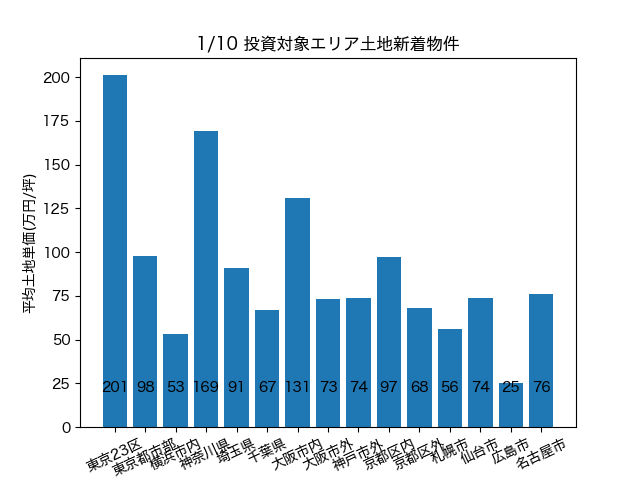 1/10 投資対象エリア土地新着物件
平均土地単価(万円/坪)
200
175
150
125
100
75
50
25
0
201 98 53 169 91 67 131 73 74 97 68 56 74 25 76
東京23区
東京都市部
横浜市内
神奈川県
埼玉県
千葉県
大阪市内
大阪市外
神戸市外
京都区内
京都区外
札幌市
仙台市
広島市
名古屋市